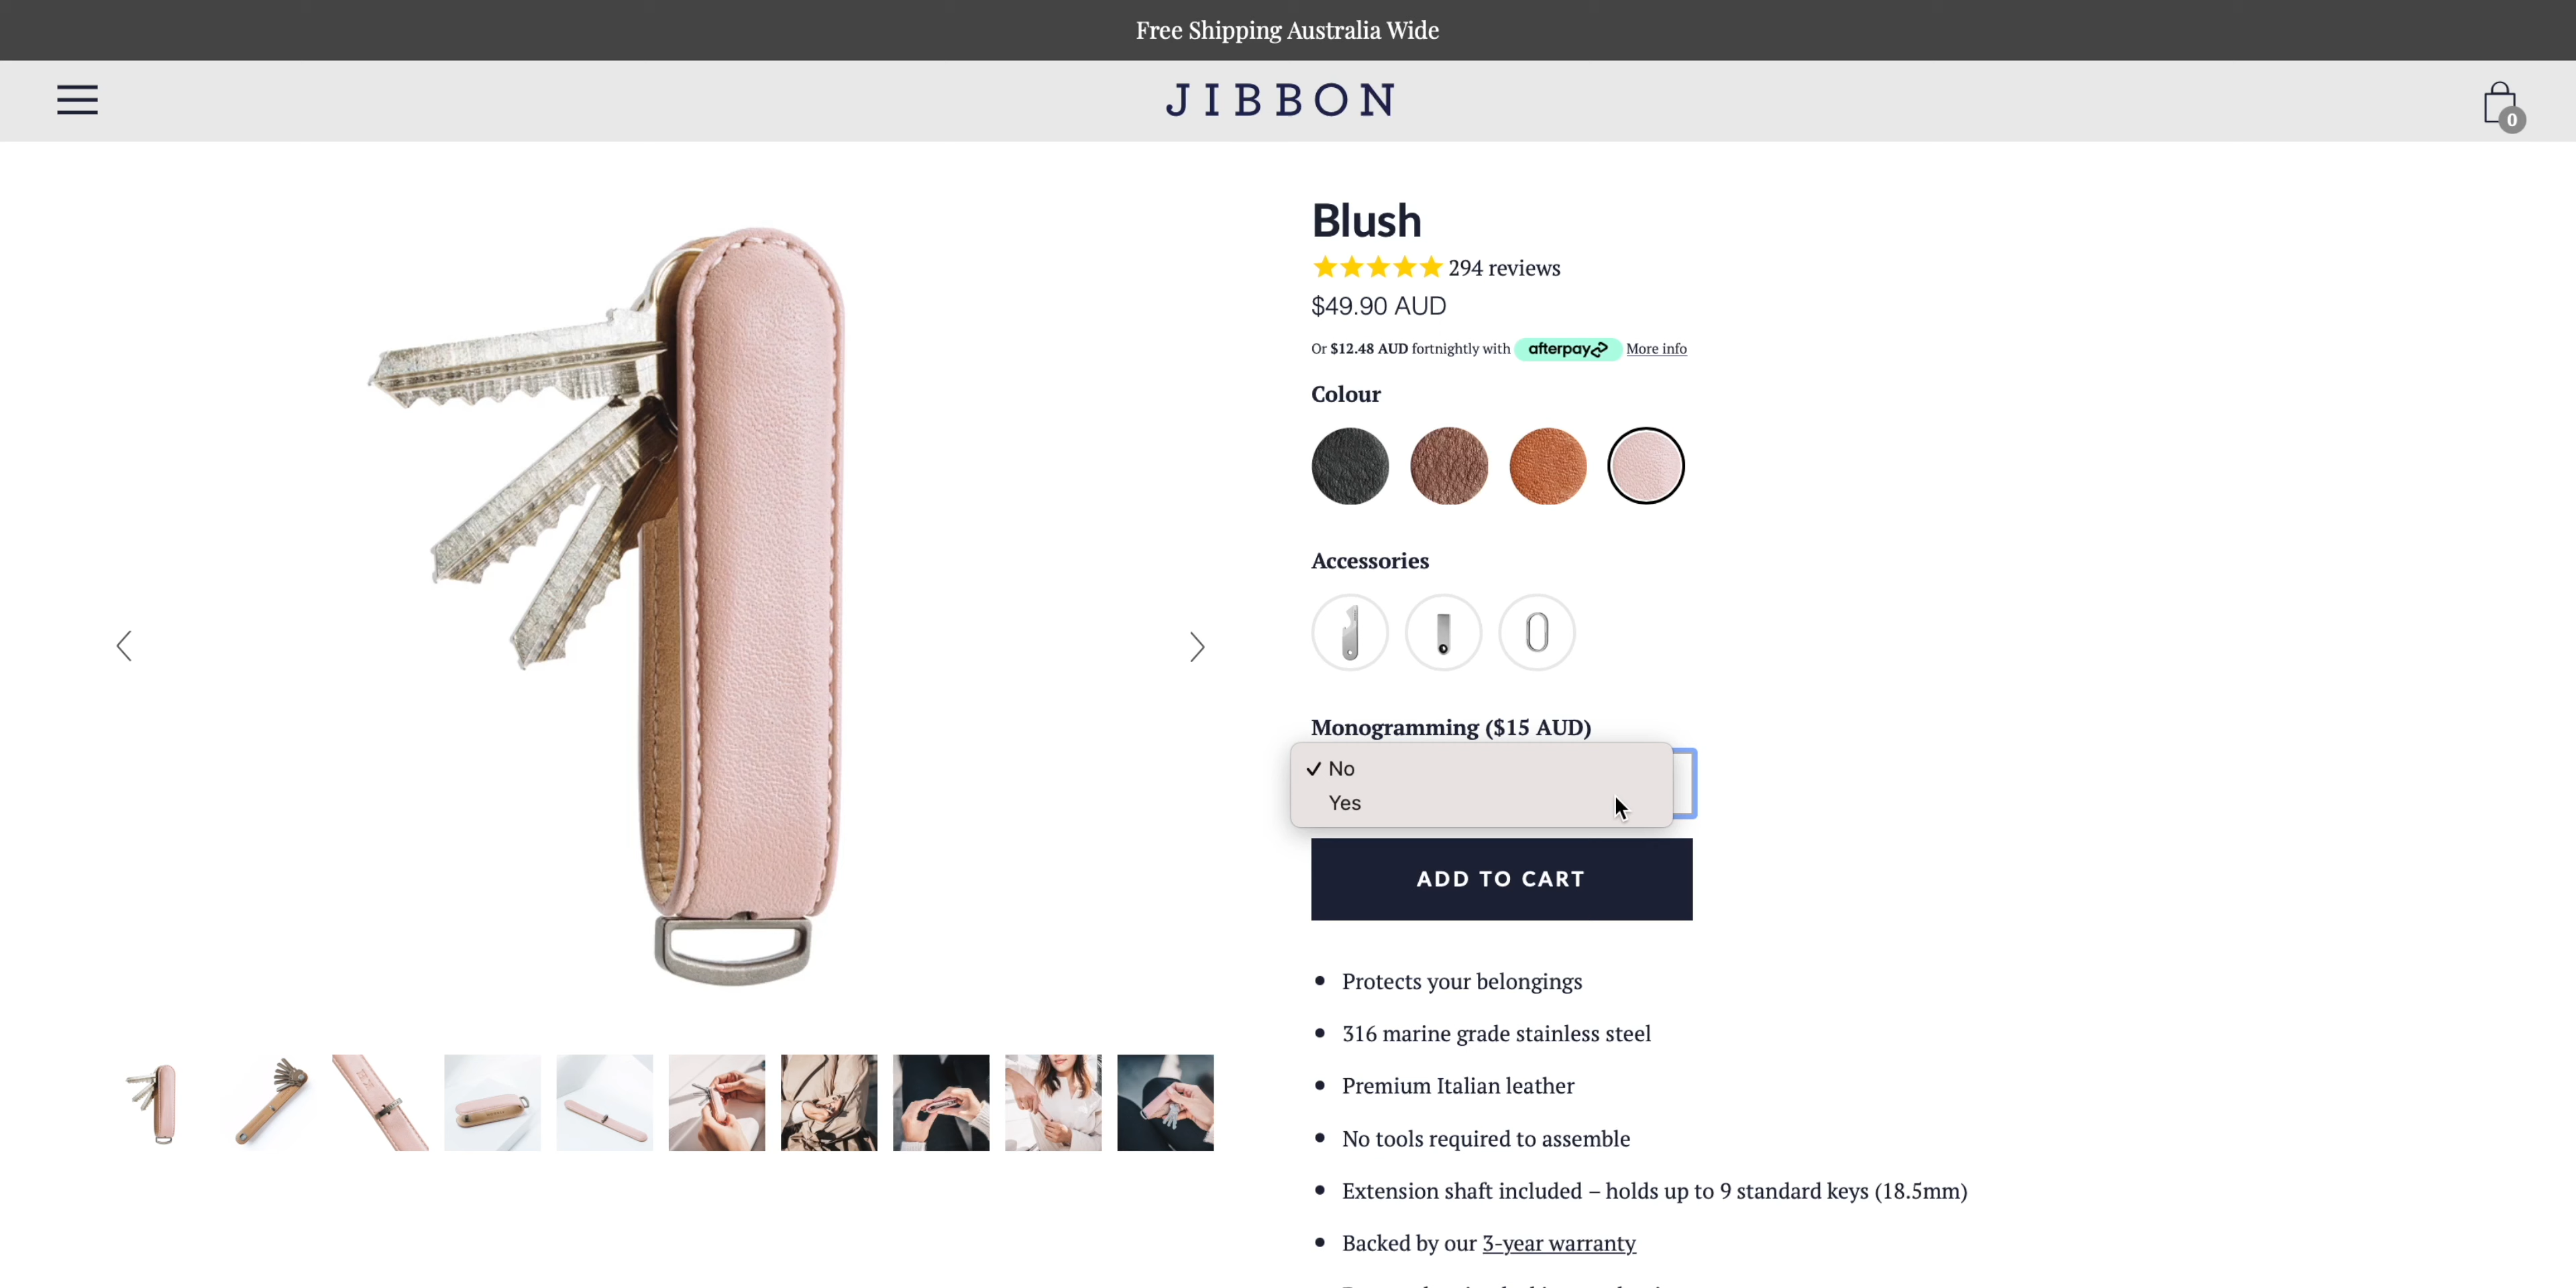 Free Shipping Australia Wide
JIBBON
0
Blush
294 reviews
$49.90 AUD
Or $12.48 AUD fortnightly with afterpay More info
Colour
Accessories
Monogramming ($15 AUD)
No
Yes
ADD TO CART
Protects your belongings
316 marine grade stainless steel
Premium Italian leather
No tools required to assemble
Extension shaft included – holds up to 9 standard keys (18.5mm)
Backed by our 3-year warranty